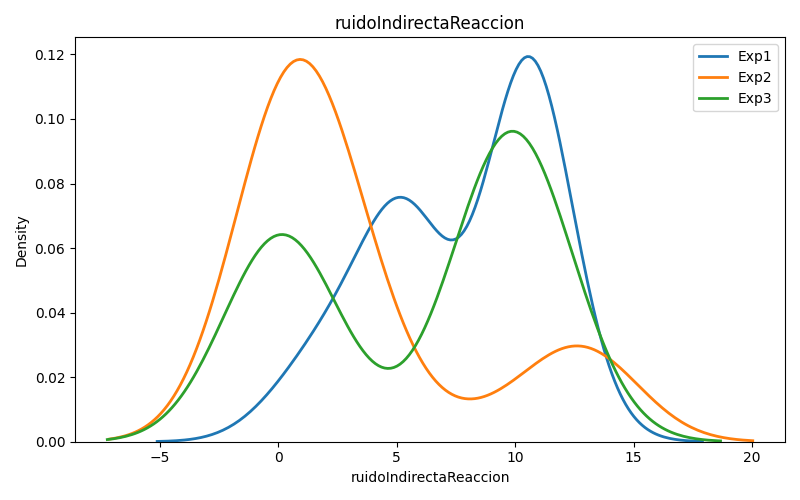 ruidoIndirectaReaccion
Exp1
Exp2
Exp3
0.12
0.10
0.08
0.06
0.04
0.02
0.00
Density
−5
0
5
10
15
20
ruidoIndirectaReaccion